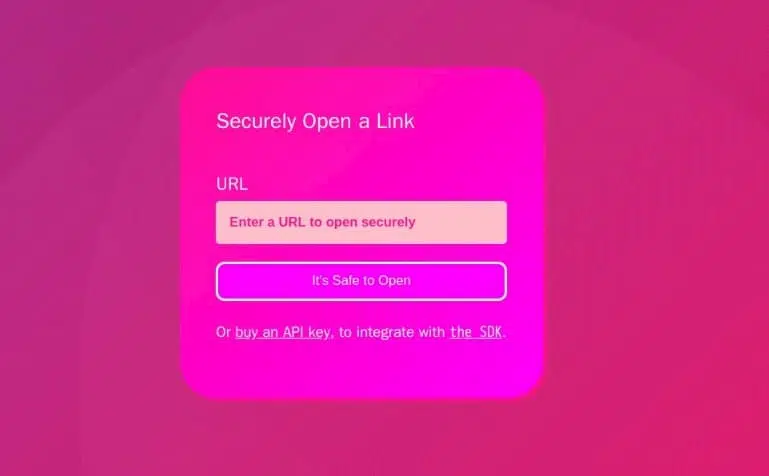 Securely Open a Link
URL
Enter a URL to open securely
It's Safe to Open
Or buy an API key, to integrate with the SDK.